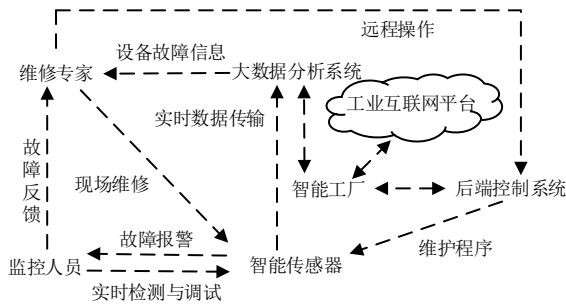 远程操作
设备故障信息
维修专家
大数据分析系统
工业互联网平台
实时数据传输
故障反馈
现场维修
智能工厂
后端控制系统
故障报警
维护程序
监控人员
智能传感器
实时检测与调试